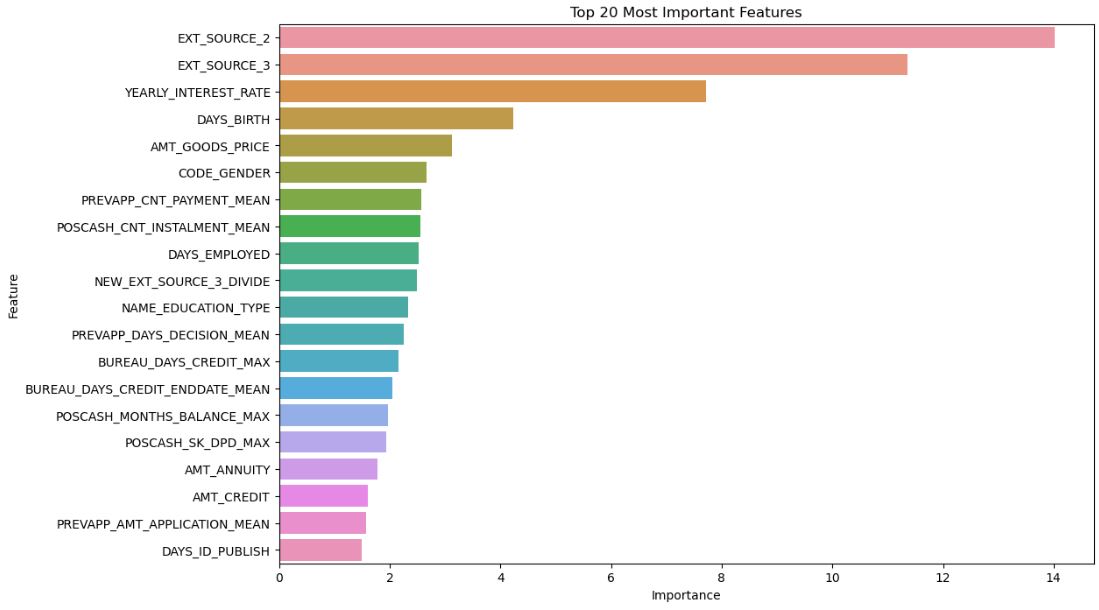 Top 20 Most Important Features
EXT_SOURCE_2
EXT_SOURCE_3
YEARLY_INTEREST_RATE
DAYS_BIRTH
AMT_GOODS_PRICE
CODE_GENDER
PREVAPP_CNT_PAYMENT_MEAN
POSCASH_CNT_INSTALMENT_MEAN
DAYS_EMPLOYED
NEW_EXT_SOURCE_3_DIVIDE
NAME_EDUCATION_TYPE
PREVAPP_DAYS_DECISION_MEAN
BUREAU_DAYS_CREDIT_MAX
BUREAU_DAYS_CREDIT_ENDDATE_MEAN
POSCASH_MONTHS_BALANCE_MAX
POSCASH_SK_DPD_MAX
AMT_ANNUITY
AMT_CREDIT
PREVAPP_AMT_APPLICATION_MEAN
DAYS_ID_PUBLISH
Feature
0 2 4 6 8 10 12 14
Importance